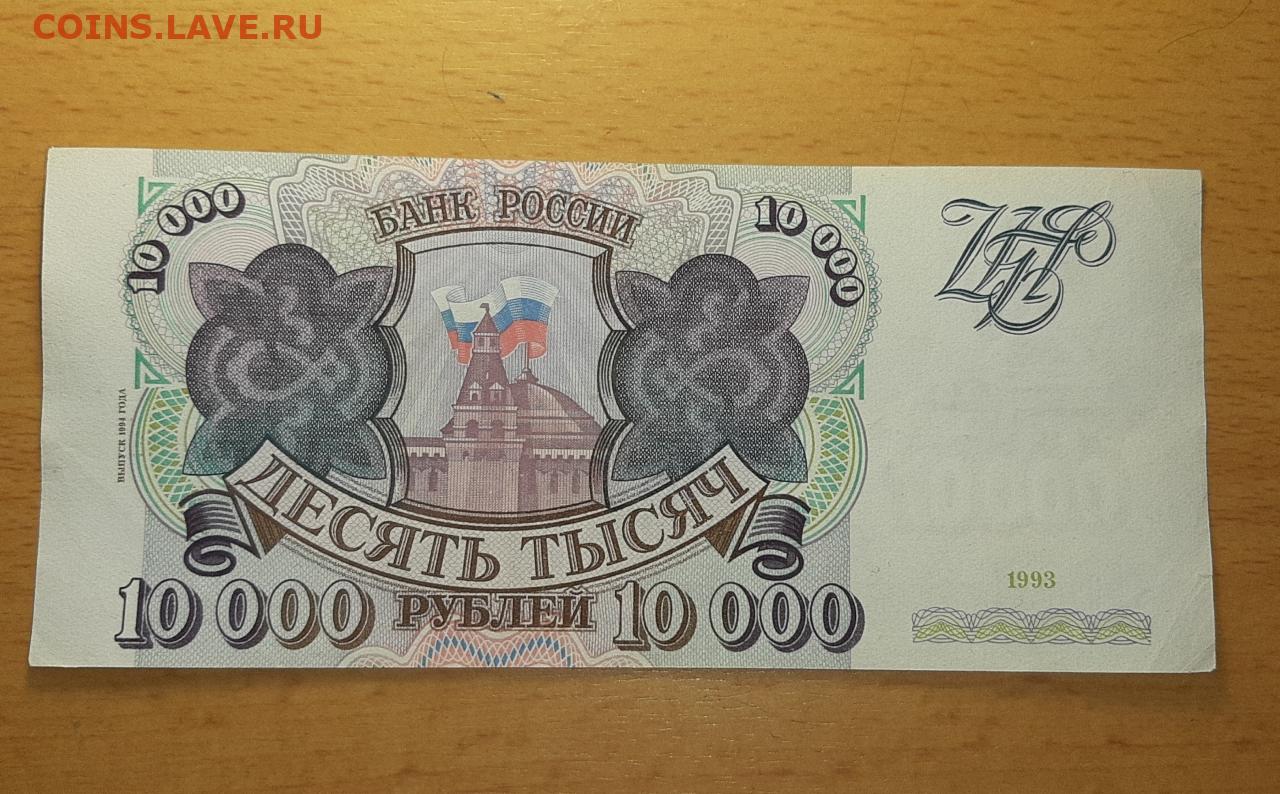 COINS.LAVE.RU
БАНК РОССИИ
10 000
10 000
ВЫПУСК 1994 ГОДА
ДЕСЯТЬ ТЫСЯЧ
1993
10 000 РУБЛЕЙ 10 000